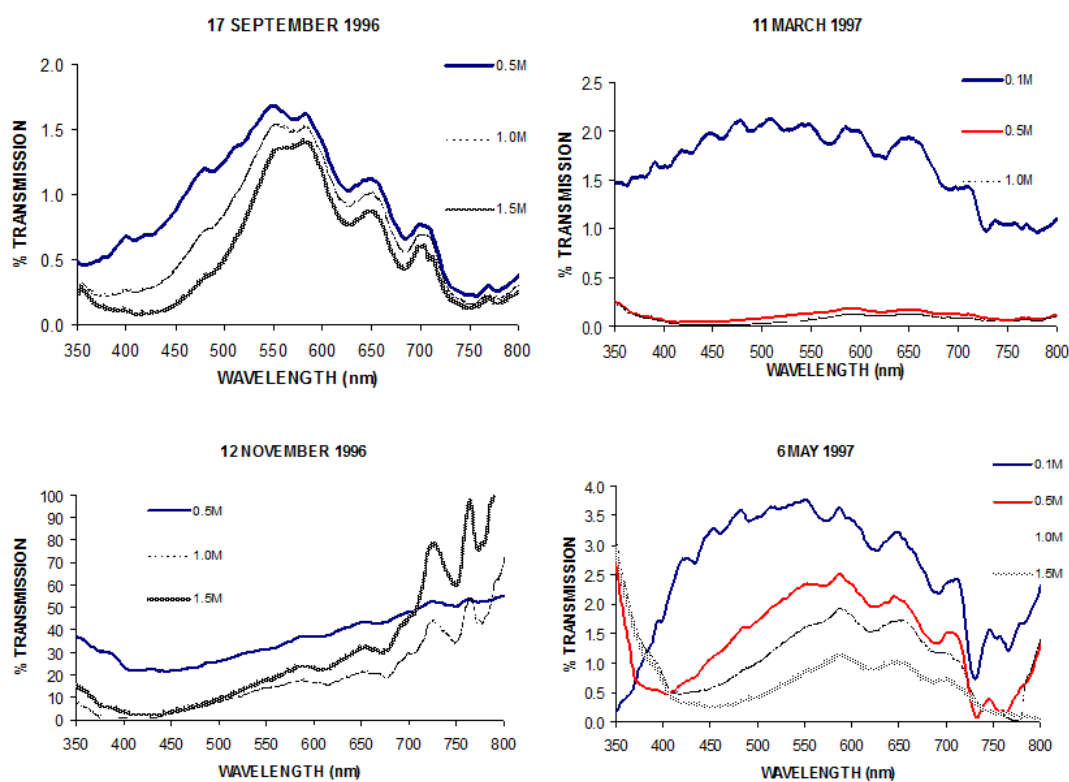 17 SEPTEMBER 1996
2.0
1.5
1.0
0.5
0.0
% TRANSMISSION
350 400 450 500 550 600 650 700 750 800
WAVELENGTH (nm)
0.5M
1.0M
1.5M
11 MARCH 1997
2.5
2.0
1.5
1.0
0.5
0.0
% TRANSMISSION
350 400 450 500 550 600 650 700 750 800
WAVELENGTH (nm)
0.1M
0.5M
1.0M
12 NOVEMBER 1996
100
90
80
70
60
50
40
30
20
10
0
% TRANSMISSION
350 400 450 500 550 600 650 700 750 800
WAVELENGTH (nm)
0.5M
1.0M
1.5M
6 MAY 1997
4.0
3.5
3.0
2.5
2.0
1.5
1.0
0.5
0.0
% TRANSMISSION
350 400 450 500 550 600 650 700 750 800
WAVELENGTH (nm)
0.1M
0.5M
1.0M
1.5M